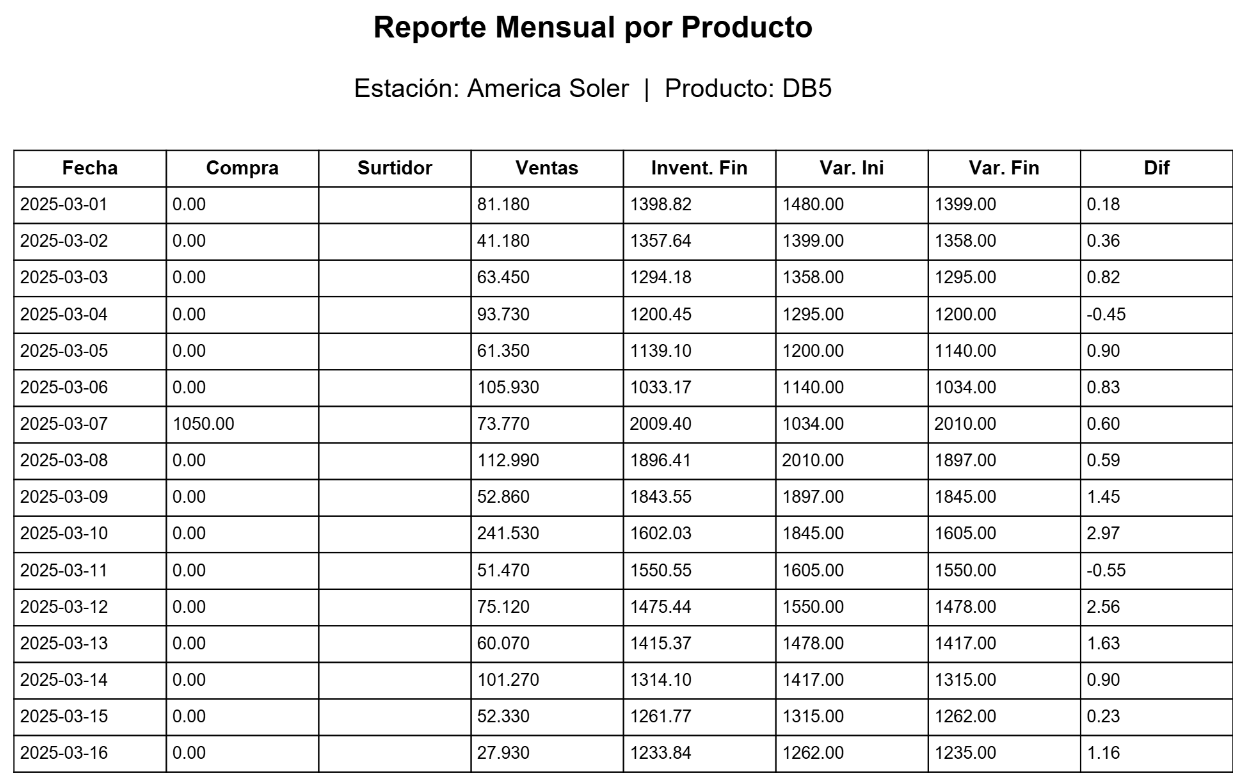 Reporte Mensual por Producto
Estación: America Soler | Producto: DB5
Fecha Compra Surtidor Ventas Invent. Fin Var. Ini Var. Fin Dif
2025-03-01 0.00 81.180 1398.82 1480.00 1399.00 0.18
2025-03-02 0.00 41.180 1357.64 1399.00 1358.00 0.36
2025-03-03 0.00 63.450 1294.18 1358.00 1295.00 0.82
2025-03-04 0.00 93.730 1200.45 1295.00 1200.00 -0.45
2025-03-05 0.00 61.350 1139.10 1200.00 1140.00 0.90
2025-03-06 0.00 105.930 1033.17 1140.00 1034.00 0.83
2025-03-07 1050.00 73.770 2009.40 1034.00 2010.00 0.60
2025-03-08 0.00 112.990 1896.41 2010.00 1897.00 0.59
2025-03-09 0.00 52.860 1843.55 1897.00 1845.00 1.45
2025-03-10 0.00 241.530 1602.03 1845.00 1605.00 2.97
2025-03-11 0.00 51.470 1550.55 1605.00 1550.00 -0.55
2025-03-12 0.00 75.120 1475.44 1550.00 1478.00 2.56
2025-03-13 0.00 60.070 1415.37 1478.00 1417.00 1.63
2025-03-14 0.00 101.270 1314.10 1417.00 1315.00 0.90
2025-03-15 0.00 52.330 1261.77 1315.00 1262.00 0.23
2025-03-16 0.00 27.930 1233.84 1262.00 1235.00 1.16